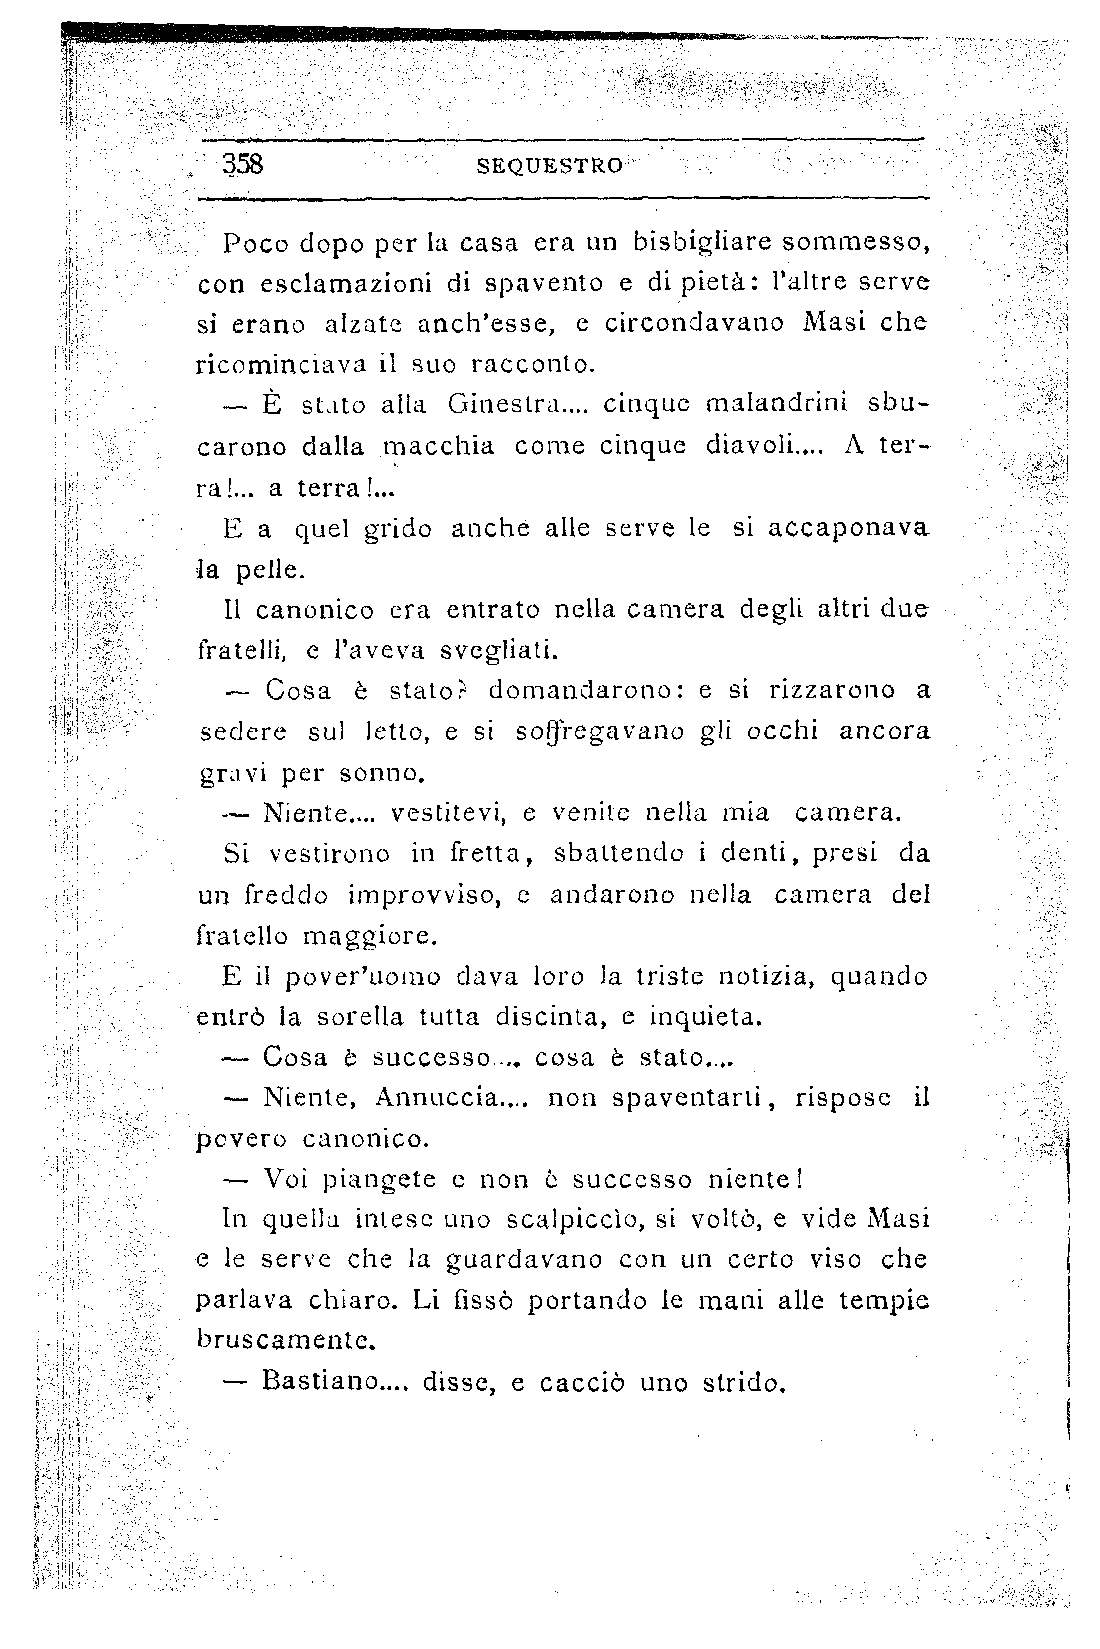 358 SEQUESTRO
Poco dopo per la casa era un bisbigliare sommesso,
con esclamazioni di spavento e di pietà: l'altre serve
si erano alzate anch'esse, e circondavano Masi che
ricominciava il suo racconto.
— È stato alla Ginestra.... cinque malandrini sbu-
carono dalla macchia come cinque diavoli.... A ter-
ra!... a terra!...
E a quel grido anche alle serve le si accaponava
la pelle.
Il canonico era entrato nella camera degli altri due
fratelli, e l'aveva svegliati.
— Cosa è stato? domandarono: e si rizzarono a
sedere sul letto, e si soffregavano gli occhi ancora
gravi per sonno.
— Niente.... vestitevi, e venite nella mia camera.
Si vestirono in fretta, sbattendo i denti, presi da
un freddo improvviso, e andarono nella camera del
fratello maggiore.
E il pover'uomo dava loro la triste notizia, quando
entrò la sorella tutta discinta, e inquieta.
— Cosa è successo.... cosa è stato....
— Niente, Annuccia.... non spaventarti, rispose il
povero canonico.
— Voi piangete e non è successo niente!
In quella intese uno scalpiccìo, si voltò, e vide Masi
e le serve che la guardavano con un certo viso che
parlava chiaro. Li fissò portando le mani alle tempie
bruscamente.
— Bastiano.... disse, e cacciò uno strido.